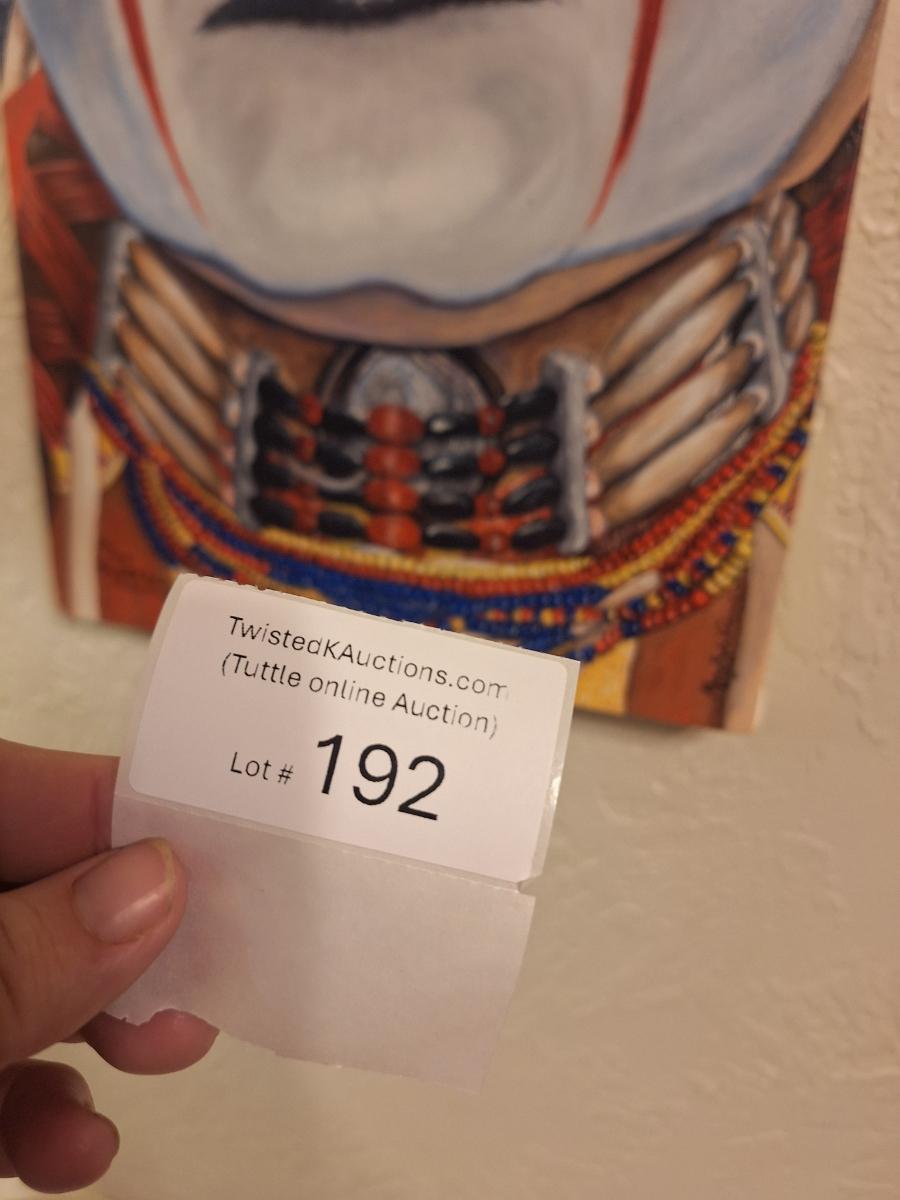 TwistedKAuctions.com
(Tuttle online Auction)
Lot # 192